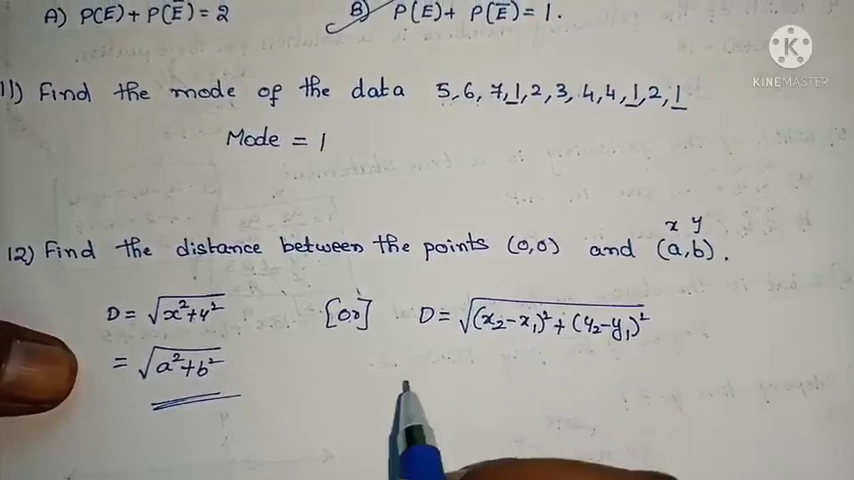 A) P(E) + P(E̅) = 2 B) P(E) + P(E̅) = 1.
K
KINEMASTER
11) Find the mode of the data 5,6,7,1,2,3,4,4,1,2,1
Mode = 1
x y
12) Find the distance between the points (0,0) and (a,b).
D = √x²+y² [Or] D = √(x₂-x₁)²+(y₂-y₁)²
= √a²+b²